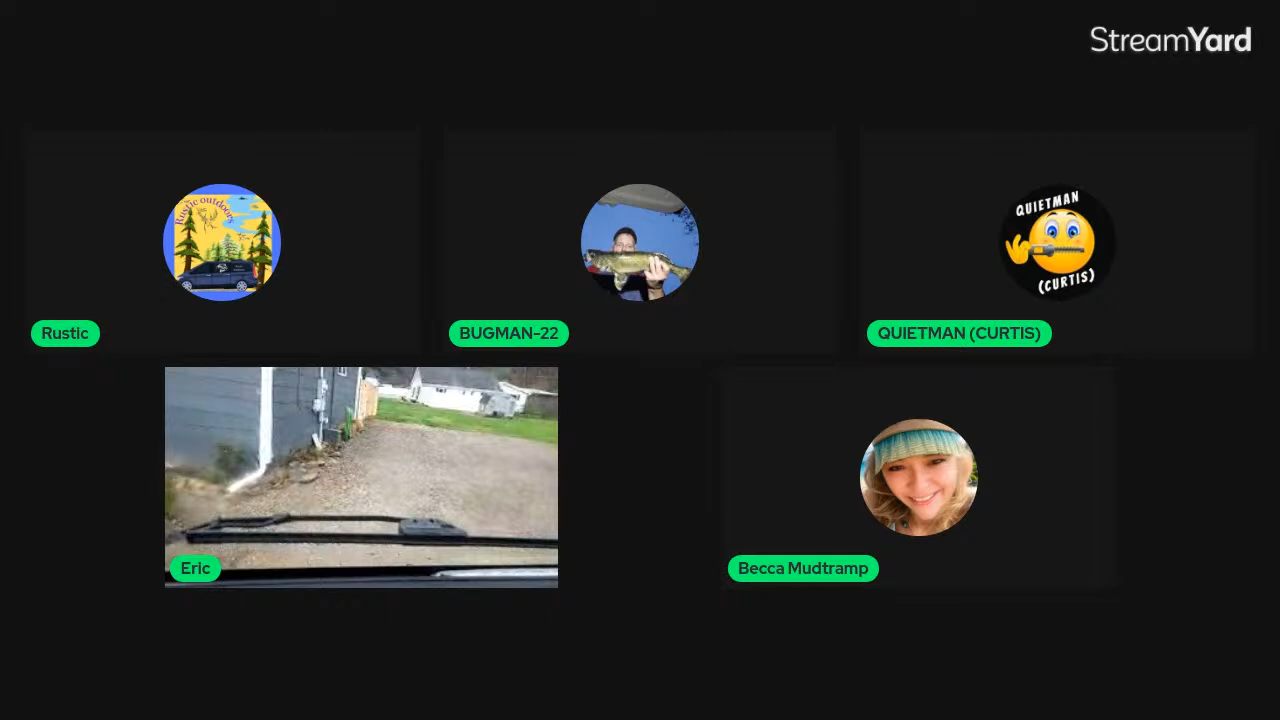 StreamYard
Rustic outdoors
QUIETMAN
(CURTIS)
Rustic
BUGMAN-22
QUIETMAN (CURTIS)
Eric
Becca Mudtramp